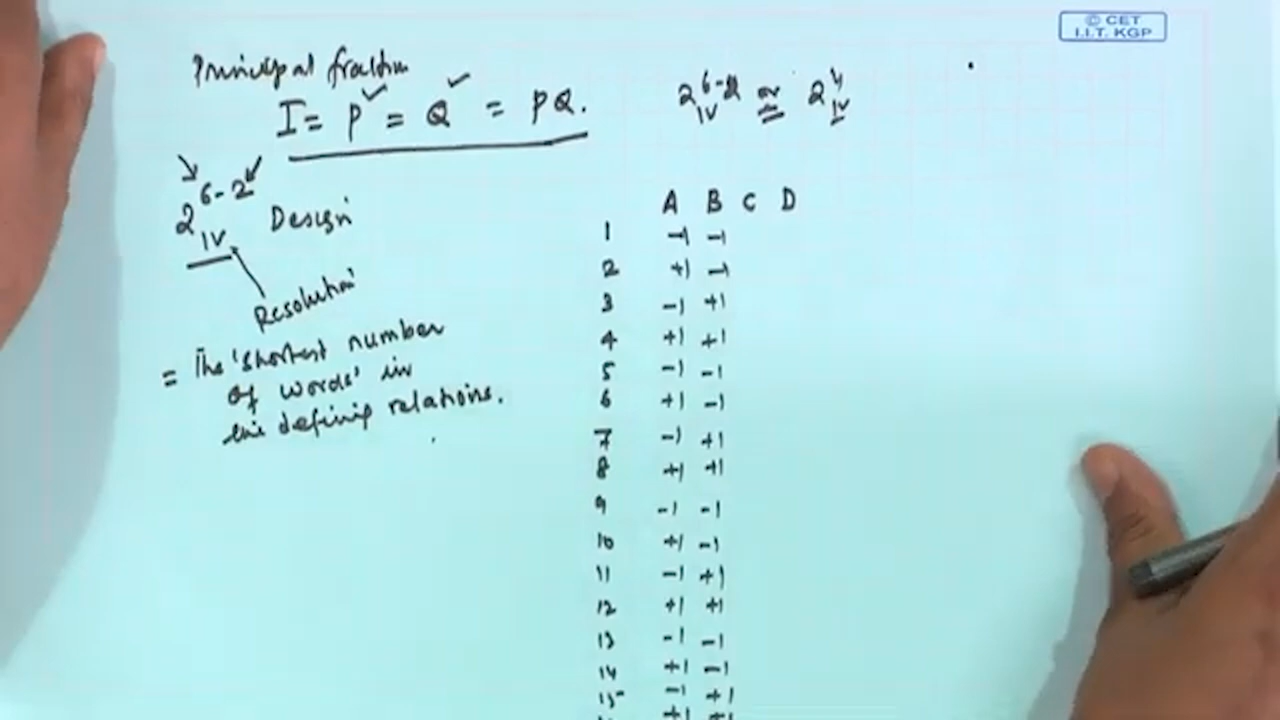 © CET
I.I.T. KGP
Principal fraction
I = P = Q = PQ.
2 6-2 IV Design
Resolution
= The 'shortest number
of words' in
the defining relations.
2 6-2 IV or 2 4 IV
A B C D
1 -1 -1
2 +1 -1
3 -1 +1
4 +1 +1
5 -1 -1
6 +1 -1
7 -1 +1
8 +1 +1
9 -1 -1
10 +1 -1
11 -1 +1
12 +1 +1
13 -1 -1
14 +1 -1
15 -1 +1
+1 +1